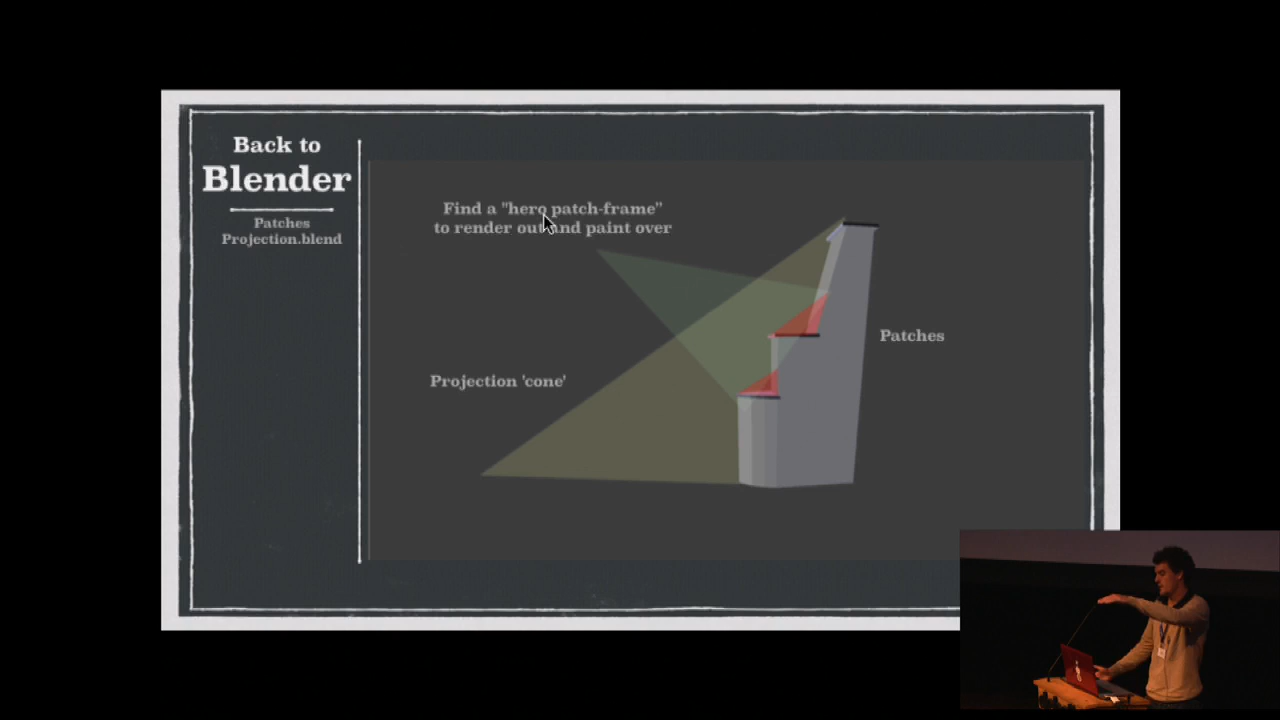 Back to
Blender
Patches
Projection.blend
Find a "hero patch-frame"
to render out and paint over
Projection 'cone'
Patches